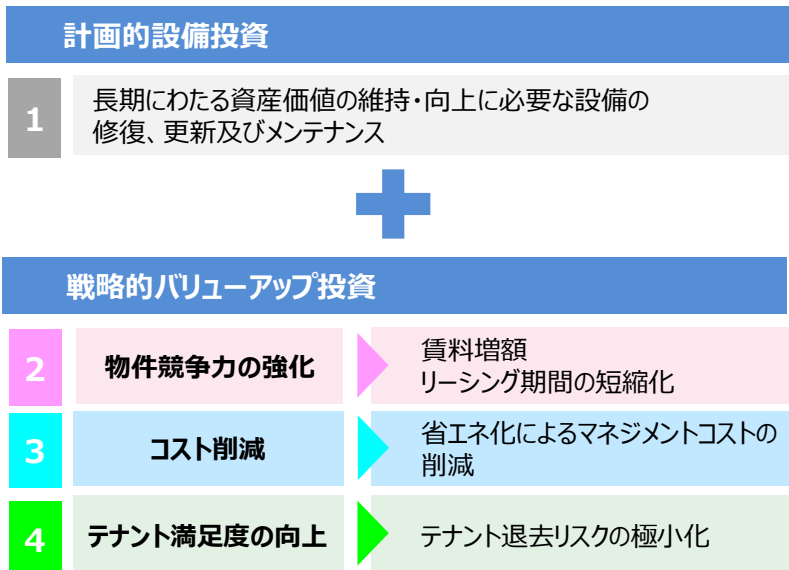 計画的設備投資
1
長期にわたる資産価値の維持・向上に必要な設備の
修復、更新及びメンテナンス
戦略的バリューアップ投資
2
物件競争力の強化
賃料増額
リーシング期間の短縮化
3
コスト削減
省エネ化によるマネジメントコストの
削減
4
テナント満足度の向上
テナント退去リスクの極小化